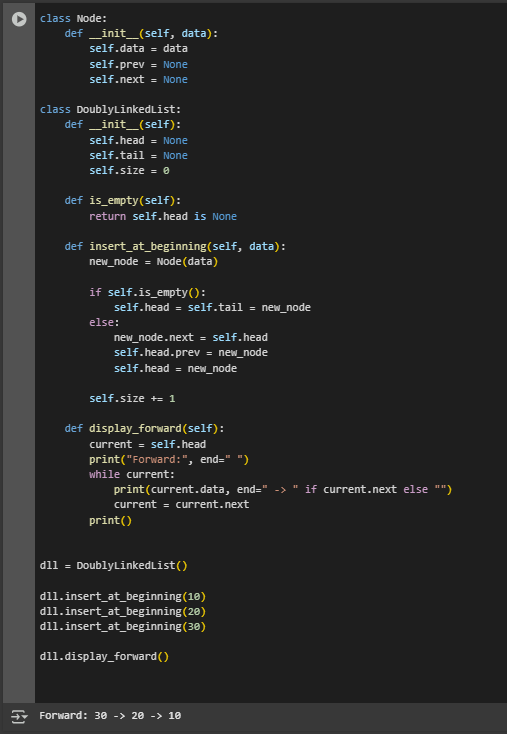 class Node:
    def __init__(self, data):
        self.data = data
        self.prev = None
        self.next = None

class DoublyLinkedList:
    def __init__(self):
        self.head = None
        self.tail = None
        self.size = 0

    def is_empty(self):
        return self.head is None

    def insert_at_beginning(self, data):
        new_node = Node(data)

        if self.is_empty():
            self.head = self.tail = new_node
        else:
            new_node.next = self.head
            self.head.prev = new_node
            self.head = new_node

        self.size += 1

    def display_forward(self):
        current = self.head
        print("Forward:", end=" ")
        while current:
            print(current.data, end=" -> " if current.next else "")
            current = current.next
        print()


dll = DoublyLinkedList()

dll.insert_at_beginning(10)
dll.insert_at_beginning(20)
dll.insert_at_beginning(30)

dll.display_forward()

Forward: 30 -> 20 -> 10